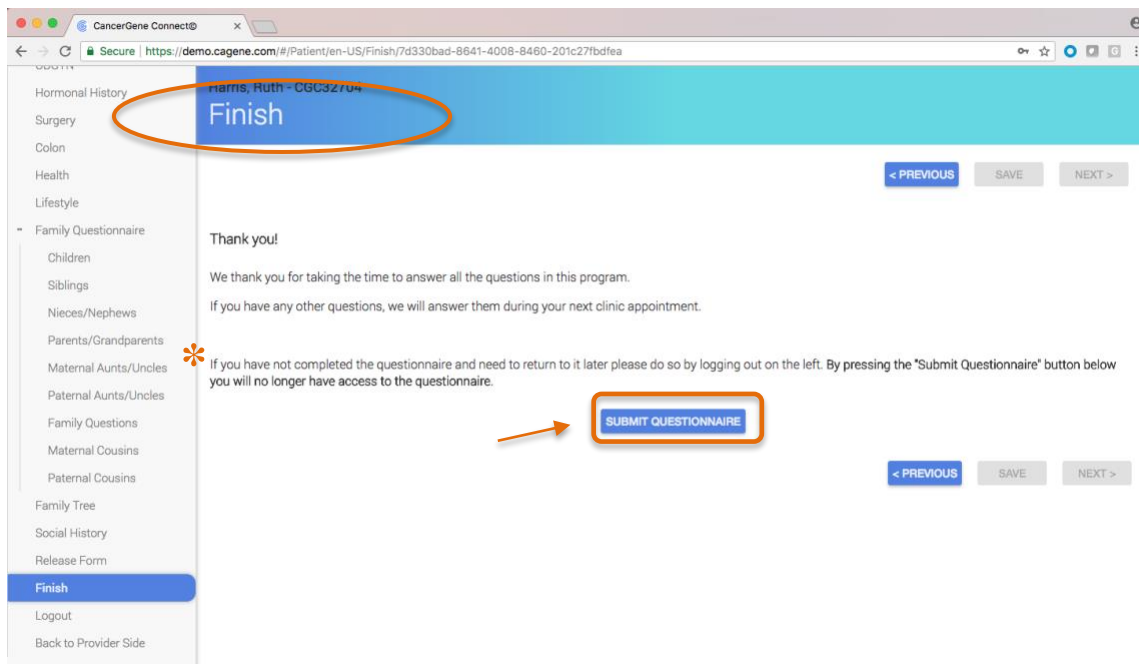 CancerGene Connect©
Secure | https://demo.cagene.com/#/Patient/en-US/Finish/7d330bad-8641-4008-8460-201c27fbdfea
OBGYN
Hormonal History
Surgery
Colon
Health
Lifestyle
Family Questionnaire
Children
Siblings
Nieces/Nephews
Parents/Grandparents
Maternal Aunts/Uncles
Paternal Aunts/Uncles
Family Questions
Maternal Cousins
Paternal Cousins
Family Tree
Social History
Release Form
Finish
Logout
Back to Provider Side
Harris, Ruth - CGC32704
Finish
< PREVIOUS SAVE NEXT >
Thank you!
We thank you for taking the time to answer all the questions in this program.
If you have any other questions, we will answer them during your next clinic appointment.
* If you have not completed the questionnaire and need to return to it later please do so by logging out on the left. By pressing the "Submit Questionnaire" button below
you will no longer have access to the questionnaire.
SUBMIT QUESTIONNAIRE
< PREVIOUS SAVE NEXT >